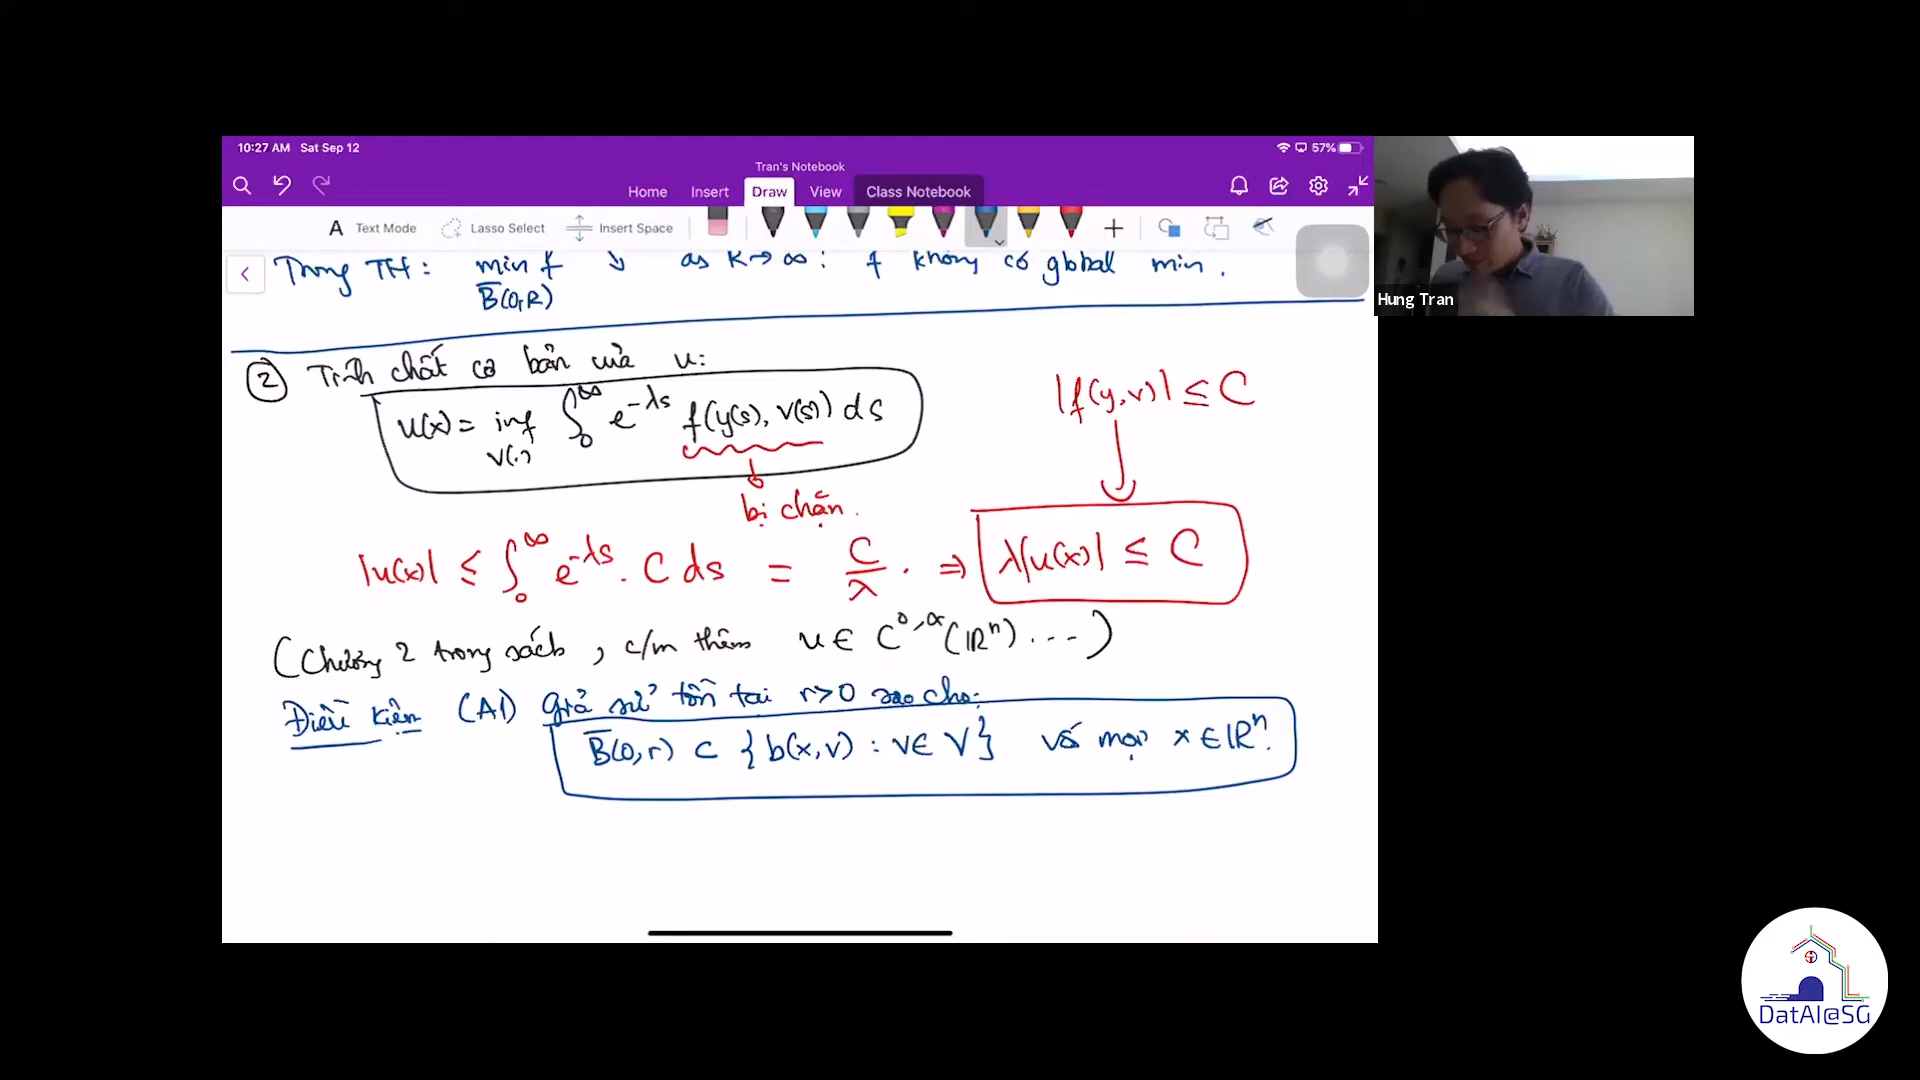 10:27 AM Sat Sep 12
57%
Tran's Notebook
Home Insert Draw View Class Notebook
A Text Mode Lasso Select Insert Space
Hung Tran
Trong TH: min f ↓ as R→∞ : f không có global min.
B̅(0,R)
② Tính chất cơ bản của u:
u(x) = inf ∫₀^∞ e^{-λs} f(y(s), v(s)) ds
v(·)
bị chặn.
|f(y,v)| ≤ C
|u(x)| ≤ ∫₀^∞ e^{-λs} . C ds = C/λ . ⇒ λ|u(x)| ≤ C
(Chương 2 trong sách, c/m thêm u ∈ C^{0,α}(ℝⁿ) ...)
Điều kiện (A1) Giả sử tồn tại r>0 sao cho:
B̅(0,r) ⊂ {b(x,v) : v∈V} với mọi x∈ℝⁿ.
DatAI@SG